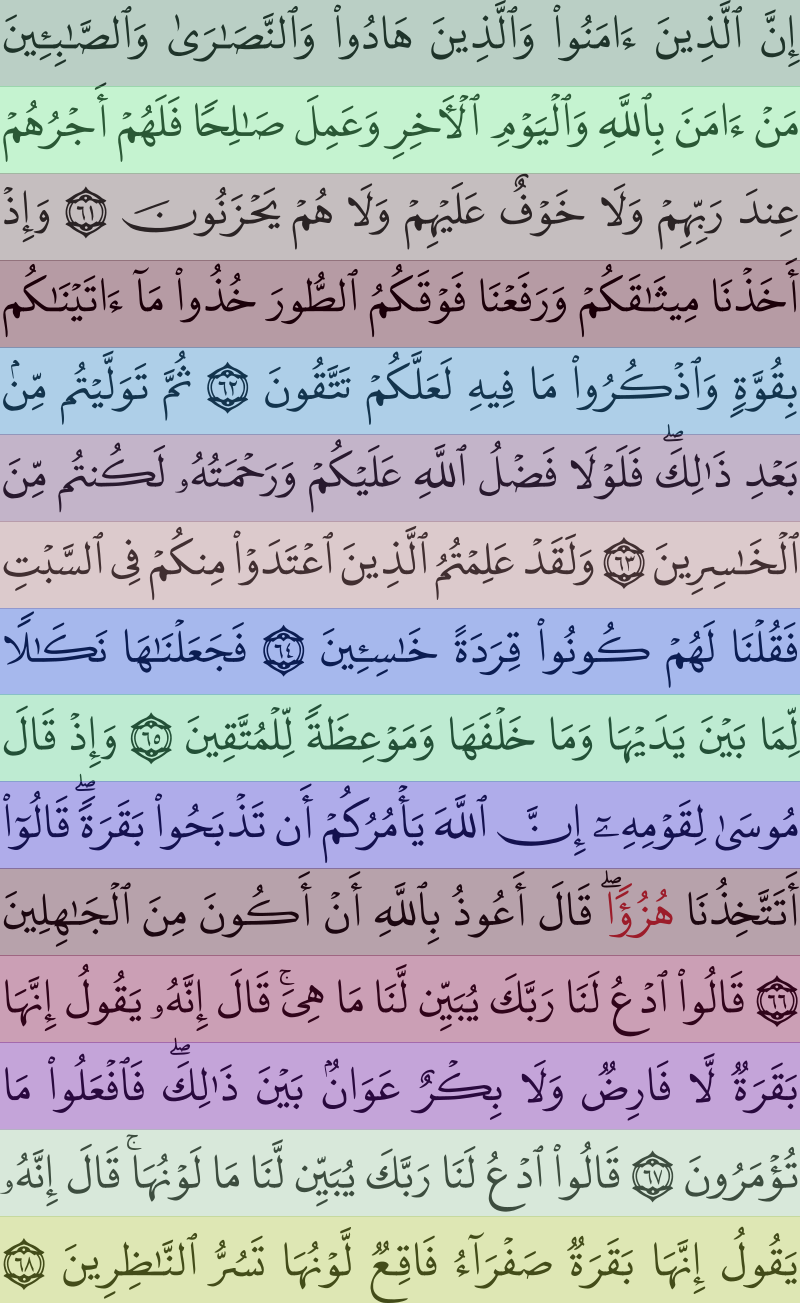 إِنَّ ٱلَّذِينَ ءَامَنُوا۟ وَٱلَّذِينَ هَادُوا۟ وَٱلنَّصَـٰرَىٰ وَٱلصَّـٰبِـِٔينَ
مَنْ ءَامَنَ بِٱللَّهِ وَٱلْيَوْمِ ٱلْـَٔاخِرِ وَعَمِلَ صَـٰلِحًا فَلَهُمْ أَجْرُهُمْ
عِندَ رَبِّهِمْ وَلَا خَوْفٌ عَلَيْهِمْ وَلَا هُمْ يَحْزَنُونَ ٦١ وَإِذْ
أَخَذْنَا مِيثَـٰقَكُمْ وَرَفَعْنَا فَوْقَكُمُ ٱلطُّورَ خُذُوا۟ مَآ ءَاتَيْنَـٰكُم
بِقُوَّةٍ وَٱذْكُرُوا۟ مَا فِيهِ لَعَلَّكُمْ تَتَّقُونَ ٦٢ ثُمَّ تَوَلَّيْتُم مِّنۢ
بَعْدِ ذَٰلِكَ ۖ فَلَوْلَا فَضْلُ ٱللَّهِ عَلَيْكُمْ وَرَحْمَتُهُۥ لَكُنتُم مِّنَ
ٱلْخَـٰسِرِينَ ٦٣ وَلَقَدْ عَلِمْتُمُ ٱلَّذِينَ ٱعْتَدَوْا۟ مِنكُمْ فِى ٱلسَّبْتِ
فَقُلْنَا لَهُمْ كُونُوا۟ قِرَدَةً خَـٰسِـِٔينَ ٦٤ فَجَعَلْنَـٰهَا نَكَـٰلًا
لِّمَا بَيْنَ يَدَيْهَا وَمَا خَلْفَهَا وَمَوْعِظَةً لِّلْمُتَّقِينَ ٦٥ وَإِذْ قَالَ
مُوسَىٰ لِقَوْمِهِۦٓ إِنَّ ٱللَّهَ يَأْمُرُكُمْ أَن تَذْبَحُوا۟ بَقَرَةً ۖ قَالُوٓا۟
أَتَتَّخِذُنَا هُزُؤًا ۖ قَالَ أَعُوذُ بِٱللَّهِ أَنْ أَكُونَ مِنَ ٱلْجَـٰهِلِينَ
٦٦ قَالُوا۟ ٱدْعُ لَنَا رَبَّكَ يُبَيِّن لَّنَا مَا هِىَ ۚ قَالَ إِنَّهُۥ يَقُولُ إِنَّهَا
بَقَرَةٌ لَّا فَارِضٌ وَلَا بِكْرٌ عَوَانٌۢ بَيْنَ ذَٰلِكَ ۖ فَٱفْعَلُوا۟ مَا
تُؤْمَرُونَ ٦٧ قَالُوا۟ ٱدْعُ لَنَا رَبَّكَ يُبَيِّن لَّنَا مَا لَوْنُهَا ۚ قَالَ إِنَّهُۥ
يَقُولُ إِنَّهَا بَقَرَةٌ صَفْرَآءُ فَاقِعٌ لَّوْنُهَا تَسُرُّ ٱلنَّـٰظِرِينَ ٦٨